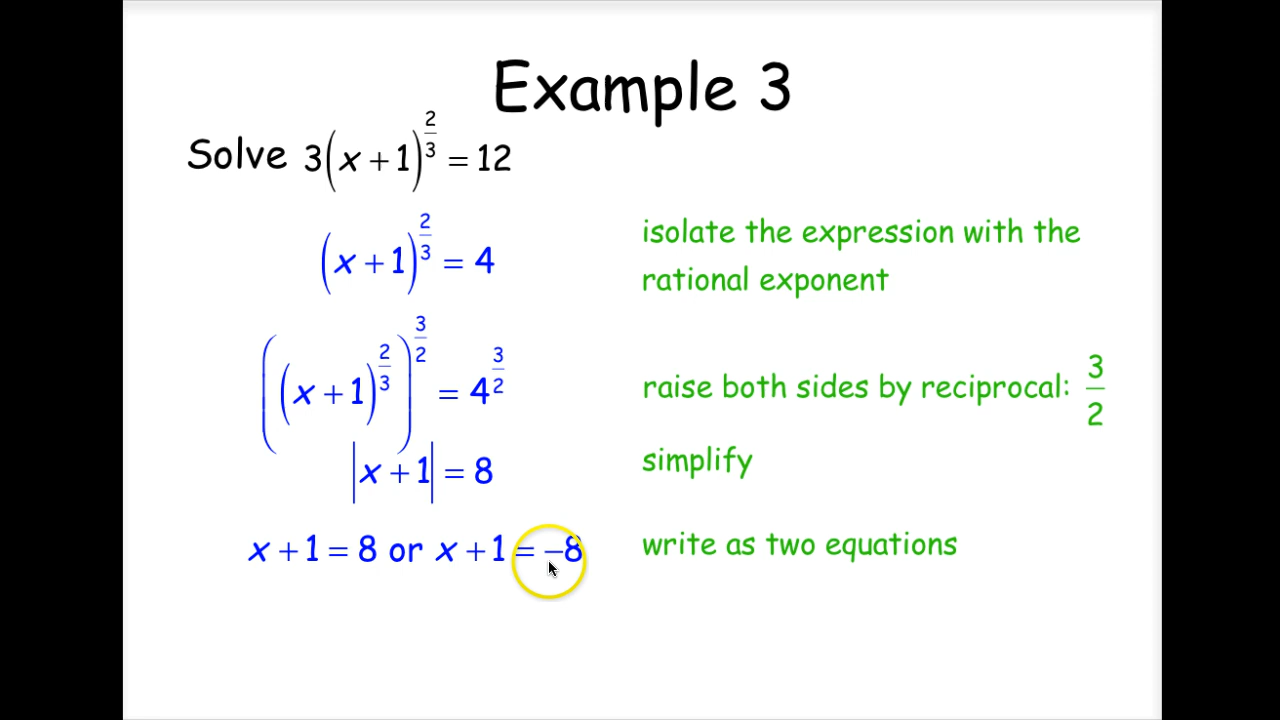 Example 3
Solve 3(x+1)^(2/3) = 12
(x+1)^(2/3) = 4
isolate the expression with the
rational exponent
((x+1)^(2/3))^(3/2) = 4^(3/2)
raise both sides by reciprocal: 3/2
|x+1| = 8
simplify
x+1=8 or x+1=-8
write as two equations